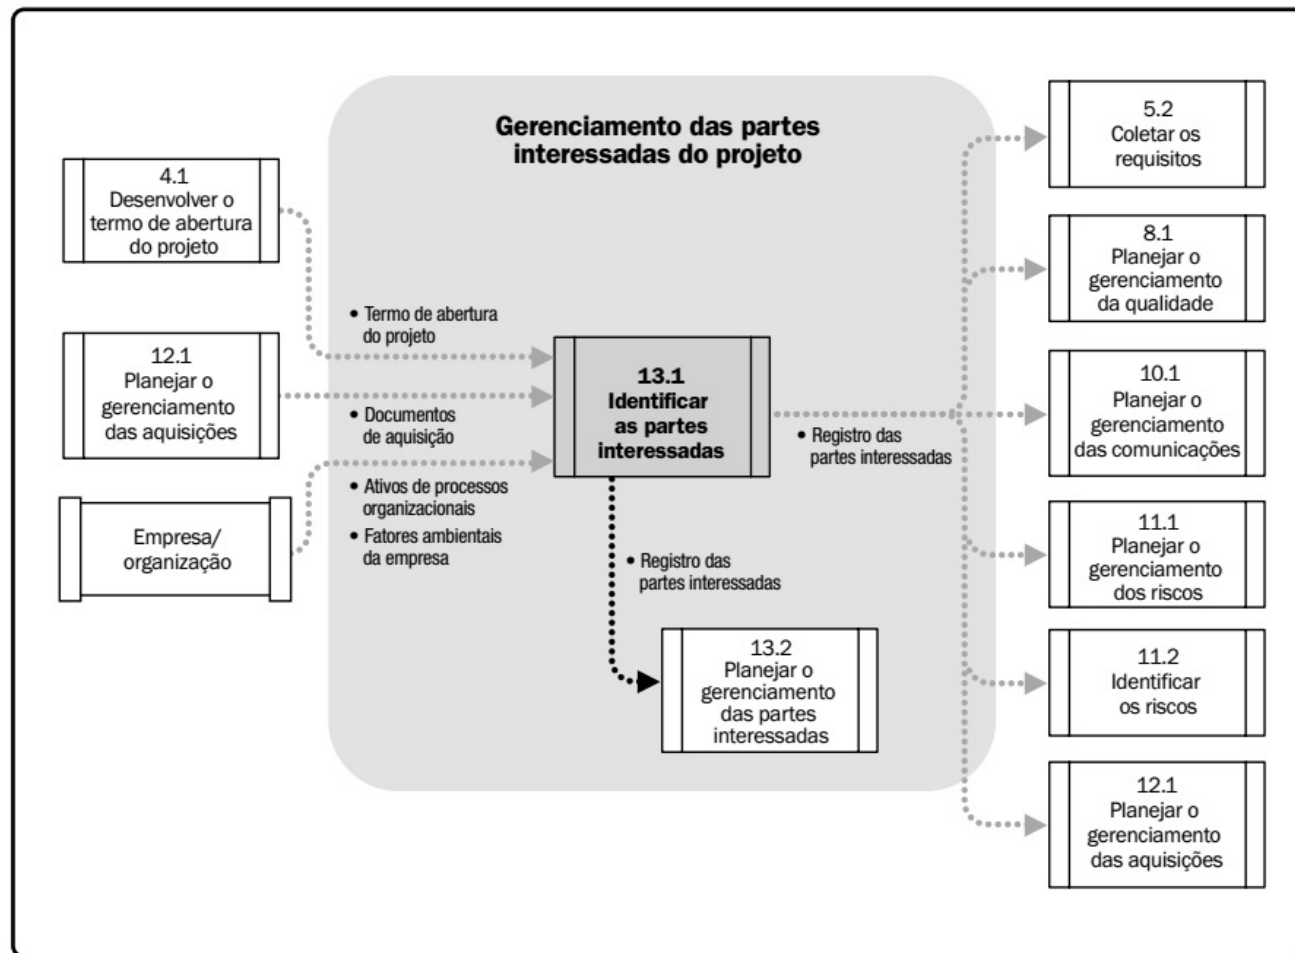 Gerenciamento das partes
interessadas do projeto
4.1
Desenvolver o
termo de abertura
do projeto
12.1
Planejar o
gerenciamento
das aquisições
Empresa/
organização
• Termo de abertura
do projeto
• Documentos
de aquisição
• Ativos de processos
organizacionais
• Fatores ambientais
da empresa
13.1
Identificar
as partes
interessadas
• Registro das
partes interessadas
• Registro das
partes interessadas
13.2
Planejar o
gerenciamento
das partes
interessadas
5.2
Coletar os
requisitos
8.1
Planejar o
gerenciamento
da qualidade
10.1
Planejar o
gerenciamento
das comunicações
11.1
Planejar o
gerenciamento
dos riscos
11.2
Identificar
os riscos
12.1
Planejar o
gerenciamento
das aquisições